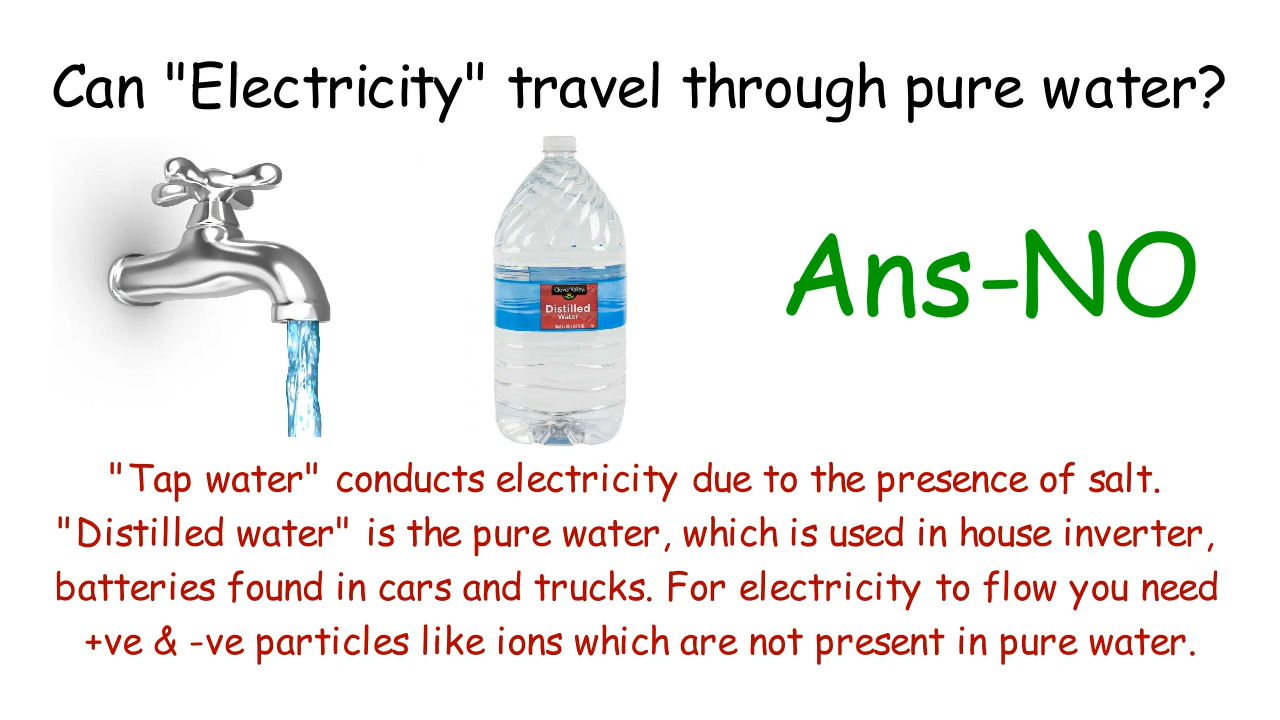 Can "Electricity" travel through pure water?
Clover Valley
Distilled
Water
Ans-NO
"Tap water" conducts electricity due to the presence of salt.
"Distilled water" is the pure water, which is used in house inverter,
batteries found in cars and trucks. For electricity to flow you need
+ve & -ve particles like ions which are not present in pure water.